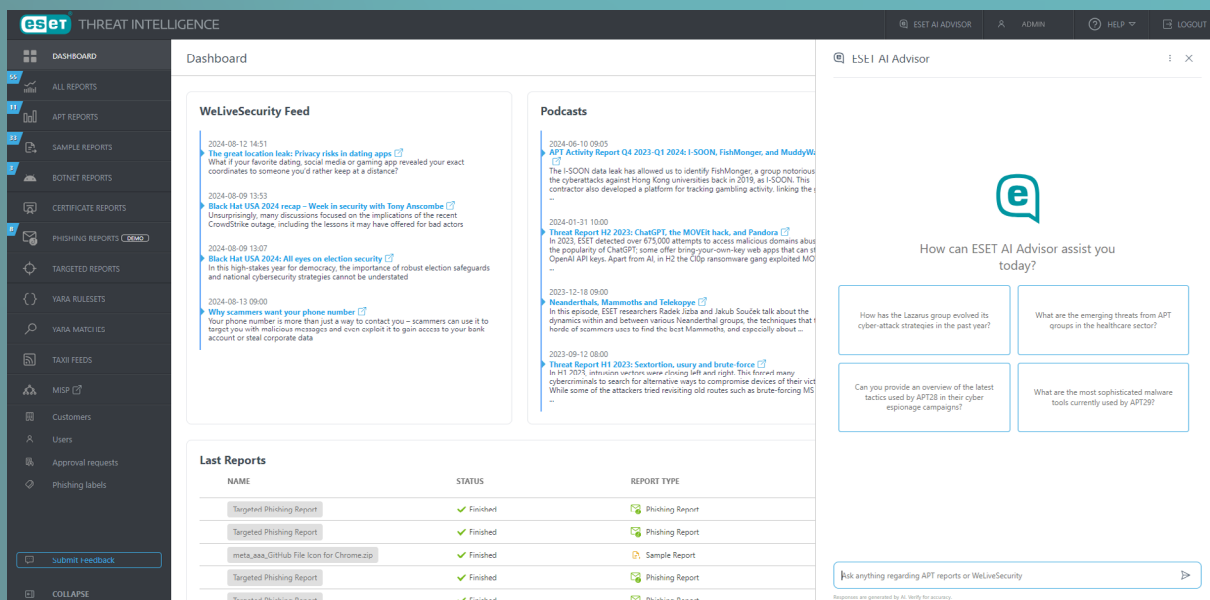 eset THREAT INTELLIGENCE
ESET AI ADVISOR
ADMIN
HELP
LOGOUT
DASHBOARD
55
ALL REPORTS
11
APT REPORTS
33
SAMPLE REPORTS
BOTNET REPORTS
CERTIFICATE REPORTS
8
PHISHING REPORTS DEMO
TARGETED REPORTS
YARA RULESETS
YARA MATCHES
TAXII FEEDS
MISP
Customers
Users
Approval requests
Phishing labels
Submit Feedback
COLLAPSE
Dashboard
WeLiveSecurity Feed
2024-08-12 14:51
The great location leak: Privacy risks in dating apps
What if your favorite dating, social media or gaming app revealed your exact
coordinates to someone you'd rather keep at a distance?
2024-08-09 13:53
Black Hat USA 2024 recap – Week in security with Tony Anscombe
Unsurprisingly, many discussions focused on the implications of the recent
CrowdStrike outage, including the lessons it may have offered for bad actors
2024-08-09 13:07
Black Hat USA 2024: All eyes on election security
In this high-stakes year for democracy, the importance of robust election safeguards
and national cybersecurity strategies cannot be understated
2024-08-13 09:00
Why scammers want your phone number
Your phone number is more than just a way to contact you – scammers can use it to
target you with malicious messages and even exploit it to gain access to your bank
account or steal corporate data
Podcasts
2024-06-10 09:05
APT Activity Report Q4 2023-Q1 2024: I-SOON, FishMonger, and MuddyWa
The I-SOON data leak has allowed us to identify FishMonger, a group notorious
the cyberattacks against Hong Kong universities back in 2019, as I-SOON. This
contractor also developed a platform for tracking gambling activity, linking the
...
2024-01-31 10:00
Threat Report H2 2023: ChatGPT, the MOVEit hack, and Pandora
In 2023, ESET detected over 675,000 attempts to access malicious domains abus
the popularity of ChatGPT; some offer bring-your-own-key web apps that can st
OpenAI API keys. Apart from AI, in H2 the Cl0p ransomware gang exploited MO
...
2023-12-18 09:00
Neanderthals, Mammoths and Telekopye
In this episode, ESET researchers Radek Jizba and Jakub Souček talk about the
dynamics within and between various Neanderthal groups, the techniques that
horde of scammers uses to find the best Mammoths, and especially about ...
2023-09-12 08:00
Threat Report H1 2023: Sextortion, usury and brute-force
In H1 2023, intrusion vectors were closing left and right. This forced many
cybercriminals to search for alternative ways to compromise devices of their vict
While some of the attackers tried revisiting old routes such as brute-forcing MS
...
Last Reports
NAME STATUS REPORT TYPE
Targeted Phishing Report Finished Phishing Report
Targeted Phishing Report Finished Phishing Report
meta_aaa_GitHub File Icon for Chrome.zip Finished Sample Report
Targeted Phishing Report Finished Phishing Report
Targeted Phishing Report Finished Phishing Report
ESET AI Advisor
How can ESET AI Advisor assist you
today?
How has the Lazarus group evolved its
cyber-attack strategies in the past year?
What are the emerging threats from APT
groups in the healthcare sector?
Can you provide an overview of the latest
tactics used by APT28 in their cyber
espionage campaigns?
What are the most sophisticated malware
tools currently used by APT29?
Ask anything regarding APT reports or WeLiveSecurity
Responses are generated by AI. Verify for accuracy.